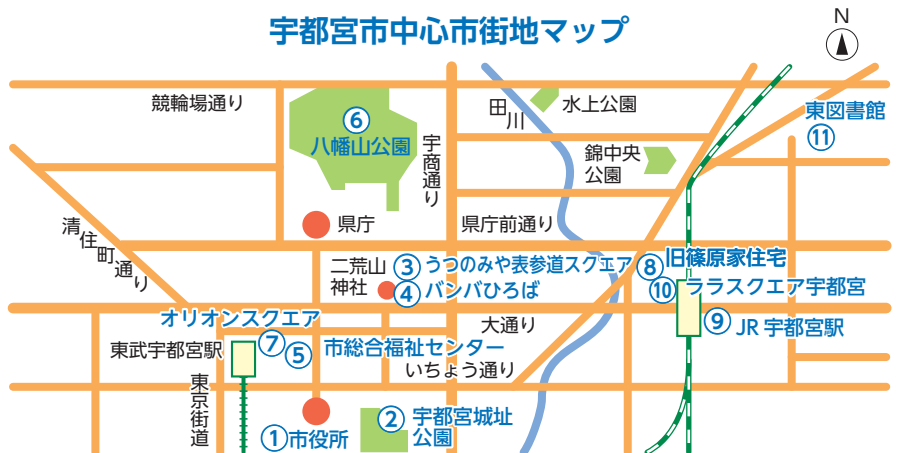 宇都宮市中心市街地マップ
N
競輪場通り
田川
水上公園
東図書館
⑪
⑥
八幡山公園
宇商通り
錦中央
公園
清住町通り
県庁
県庁前通り
二荒山
神社
③うつのみや表参道スクエア
④バンバひろば
⑧旧篠原家住宅
⑩ララスクエア宇都宮
オリオンスクエア
⑦
大通り
⑨JR宇都宮駅
東武宇都宮駅
⑤市総合福祉センター
いちょう通り
東京街道
①市役所
②宇都宮城址
公園